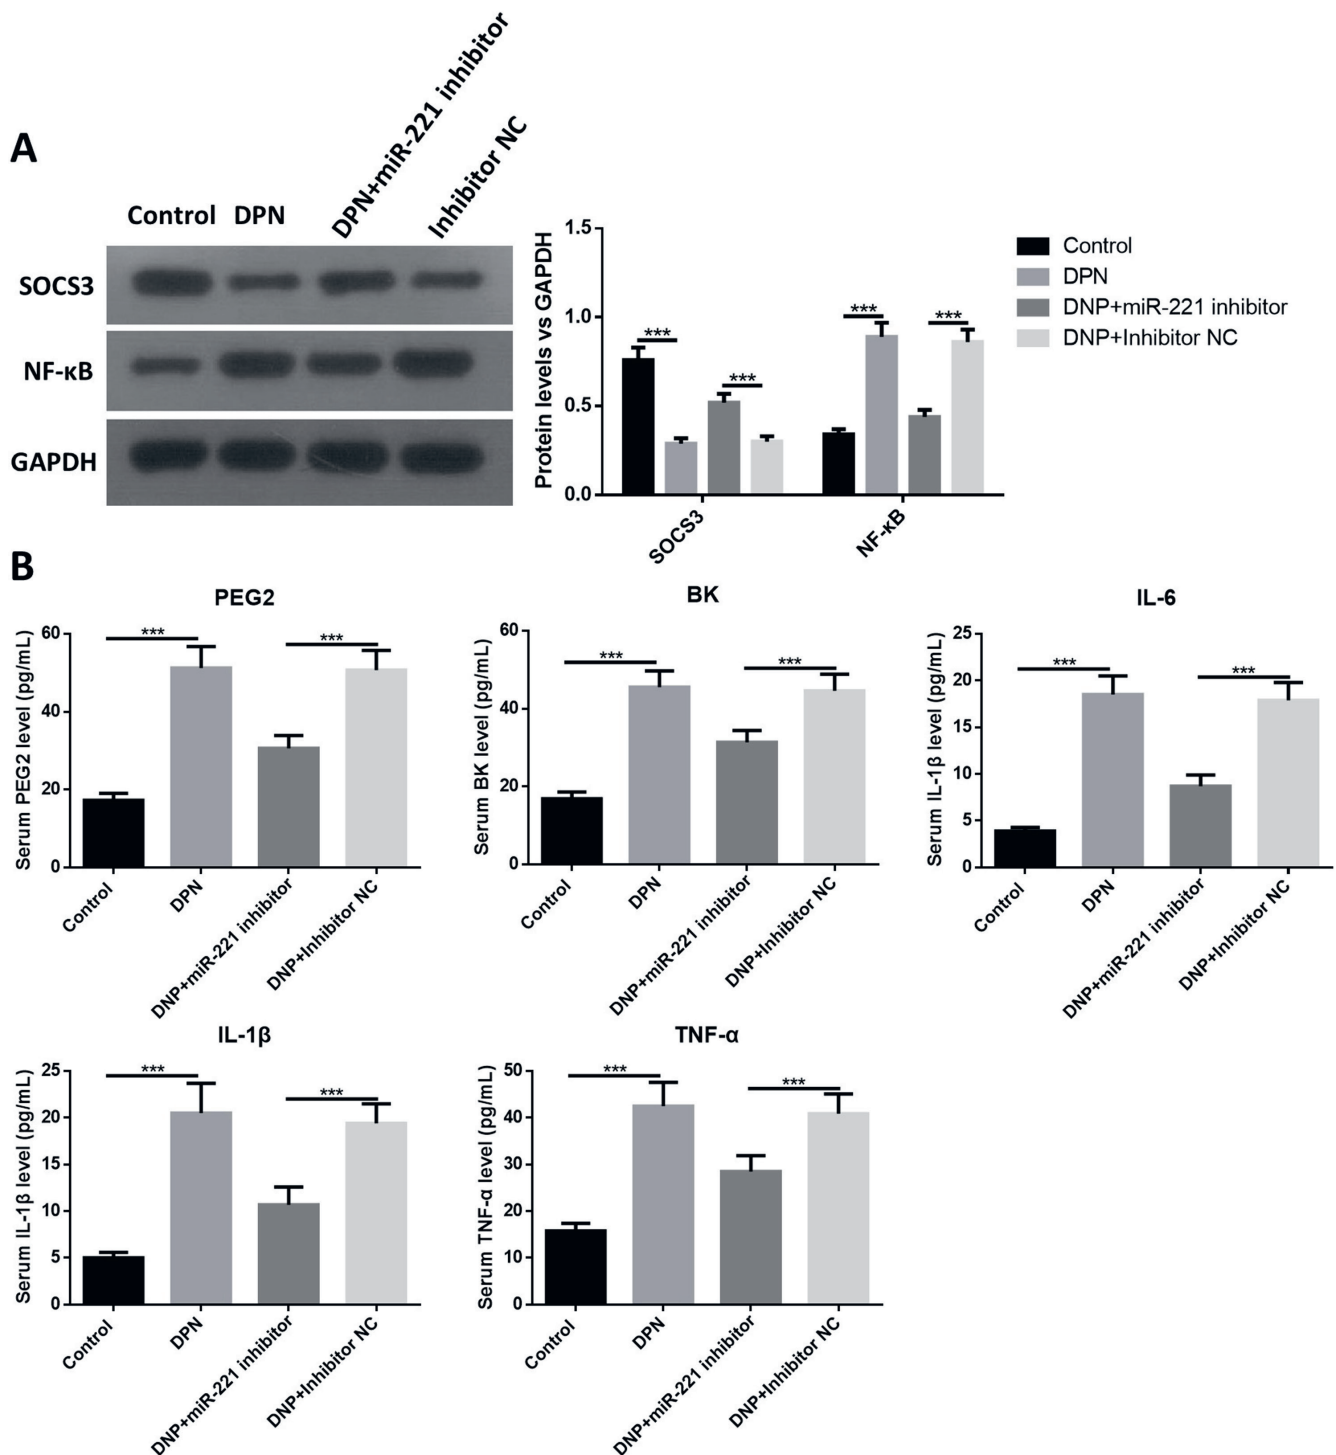 A
Control
DPN
DPN+miR-221 inhibitor
Inhibitor NC
SOCS3
NF-κB
GAPDH
Protein levels vs GAPDH
1.5
1.0
0.5
0.0
***
***
***
***
SOCS3
NF-κB
Control
DPN
DNP+miR-221 inhibitor
DNP+Inhibitor NC
B
PEG2
Serum PEG2 level (pg/mL)
60
40
20
0
***
***
Control
DPN
DNP+miR-221 inhibitor
DNP+Inhibitor NC
BK
Serum BK level (pg/mL)
60
40
20
0
***
***
Control
DPN
DNP+miR-221 inhibitor
DNP+Inhibitor NC
IL-6
Serum IL-1β level (pg/mL)
25
20
15
10
5
0
***
***
Control
DPN
DNP+miR-221 inhibitor
DNP+Inhibitor NC
IL-1β
Serum IL-1β level (pg/mL)
25
20
15
10
5
0
***
***
Control
DPN
DNP+miR-221 inhibitor
DNP+Inhibitor NC
TNF-α
Serum TNF-α level (pg/mL)
50
40
30
20
10
0
***
***
Control
DPN
DNP+miR-221 inhibitor
DNP+Inhibitor NC